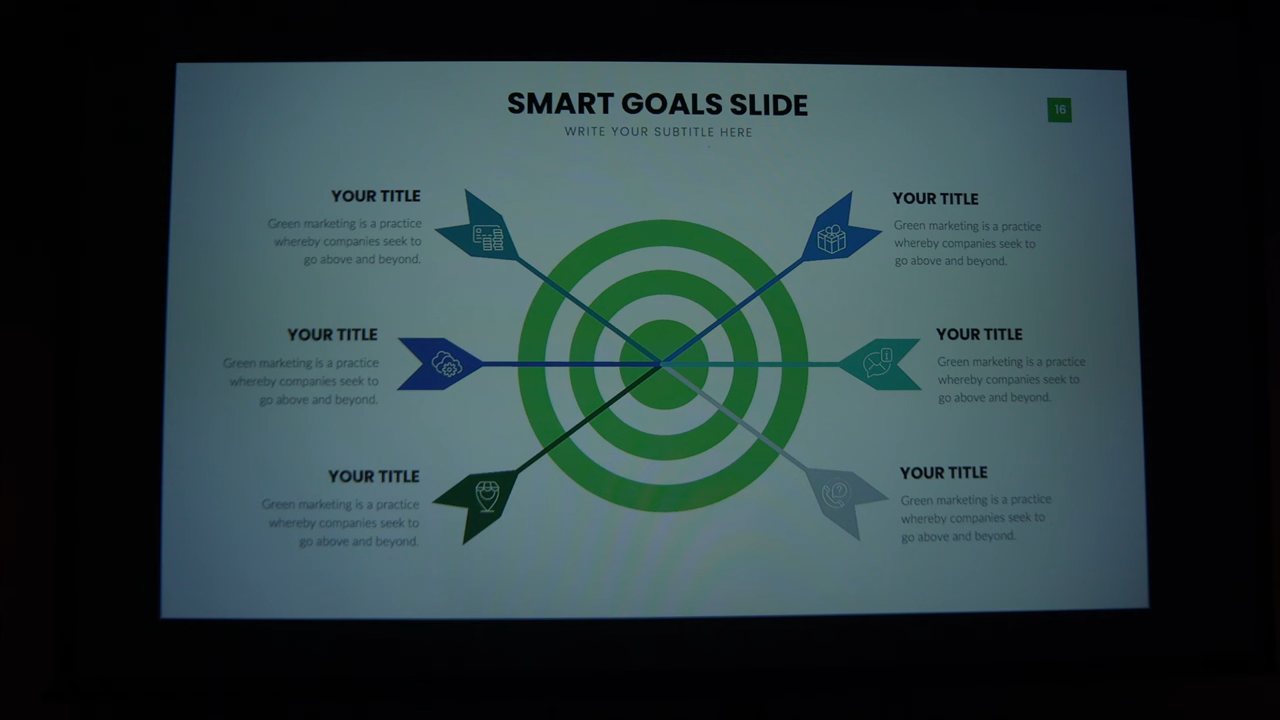 SMART GOALS SLIDE
WRITE YOUR SUBTITLE HERE
16
YOUR TITLE
Green marketing is a practice
whereby companies seek to
go above and beyond.
YOUR TITLE
Green marketing is a practice
whereby companies seek to
go above and beyond.
YOUR TITLE
Green marketing is a practice
whereby companies seek to
go above and beyond.
YOUR TITLE
Green marketing is a practice
whereby companies seek to
go above and beyond.
YOUR TITLE
Green marketing is a practice
whereby companies seek to
go above and beyond.
YOUR TITLE
Green marketing is a practice
whereby companies seek to
go above and beyond.